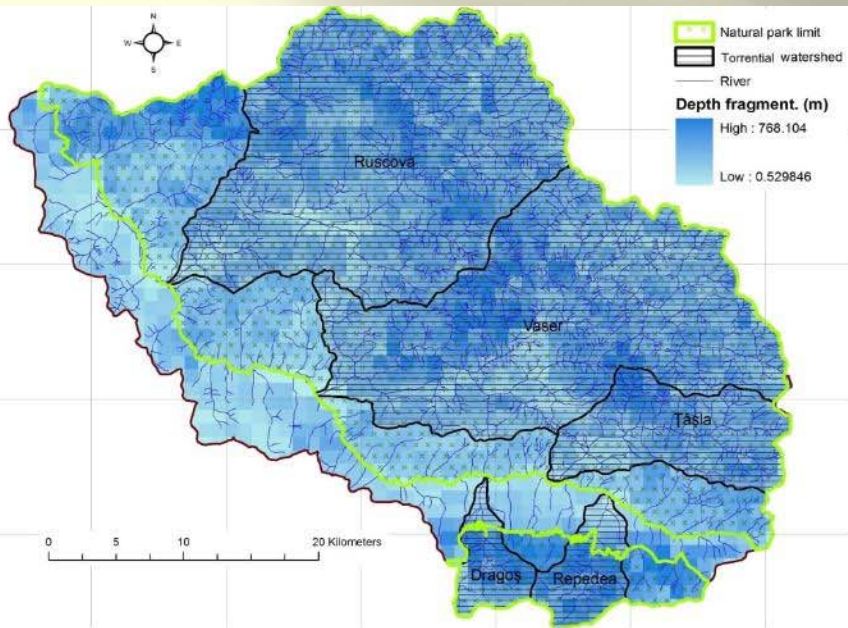 N
W E
S
Natural park limit
Torrential watershed
River
Depth fragment. (m)
High : 768.104
Low : 0.529846
Ruscova
Vaser
Țâșla
0 5 10 20 Kilometers
Dragoș
Repedea